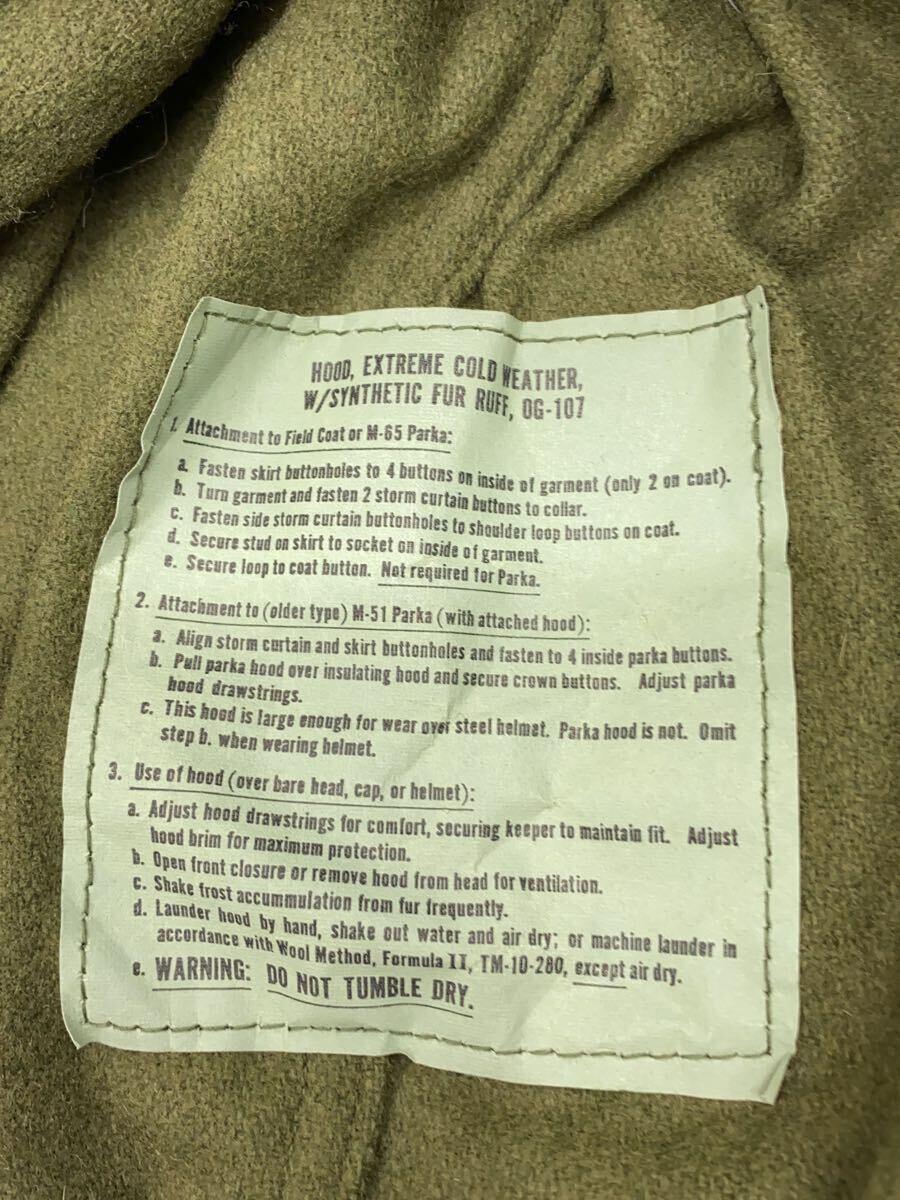 HOOD, EXTREME COLD WEATHER,
W/SYNTHETIC FUR RUFF, OG-107
1. Attachment to Field Coat or M-65 Parka:
a. Fasten skirt buttonholes to 4 buttons on inside of garment (only 2 on coat).
b. Turn garment and fasten 2 storm curtain buttons to collar.
c. Fasten side storm curtain buttonholes to shoulder loop buttons on coat.
d. Secure stud on skirt to socket on inside of garment.
e. Secure loop to coat button. Not required for Parka.
2. Attachment to (older type) M-51 Parka (with attached hood):
a. Align storm curtain and skirt buttonholes and fasten to 4 inside parka buttons.
b. Pull parka hood over insulating hood and secure crown buttons. Adjust parka
hood drawstrings.
c. This hood is large enough for wear over steel helmet. Parka hood is not. Omit
step b. when wearing helmet.
3. Use of hood (over bare head, cap, or helmet):
a. Adjust hood drawstrings for comfort, securing keeper to maintain fit. Adjust
hood brim for maximum protection.
b. Open front closure or remove hood from head for ventilation.
c. Shake frost accummulation from fur frequently.
d. Launder hood by hand, shake out water and air dry; or machine launder in
accordance with Wool Method, Formula II, TM-10-280, except air dry.
e. WARNING: DO NOT TUMBLE DRY.